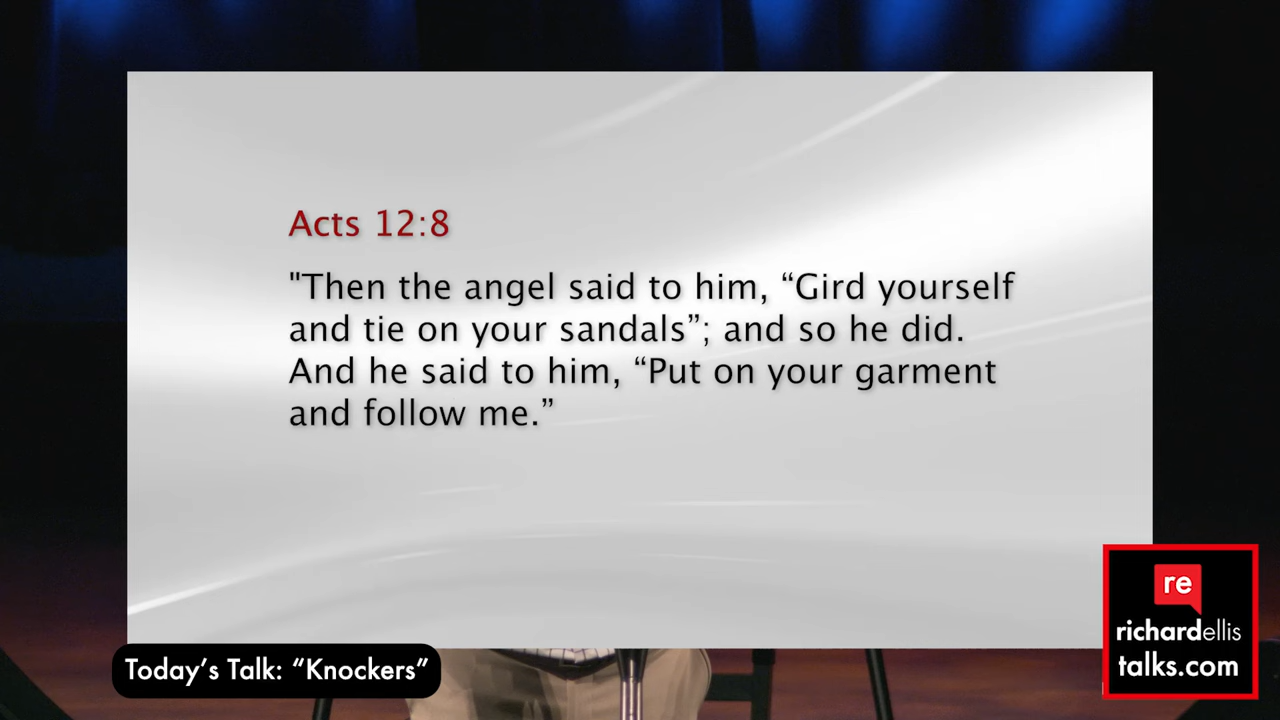 Acts 12:8
"Then the angel said to him, “Gird yourself
and tie on your sandals”; and so he did.
And he said to him, “Put on your garment
and follow me.”
Today’s Talk: “Knockers”
re
richardellis
talks.com